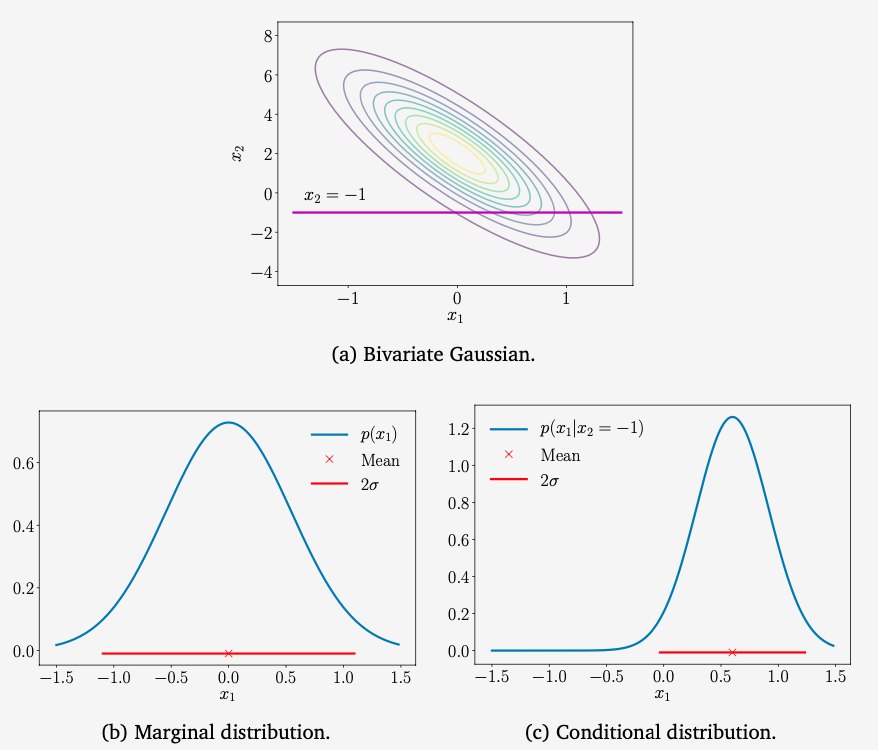 8
6
4
2
0
−2
−4
x₂
x₂ = −1
−1 0 1
x₁
(a) Bivariate Gaussian.
0.6
0.4
0.2
0.0
p(x₁)
Mean
2σ
−1.5 −1.0 −0.5 0.0 0.5 1.0 1.5
x₁
(b) Marginal distribution.
1.2
1.0
0.8
0.6
0.4
0.2
0.0
p(x₁|x₂ = −1)
Mean
2σ
−1.5 −1.0 −0.5 0.0 0.5 1.0 1.5
x₁
(c) Conditional distribution.